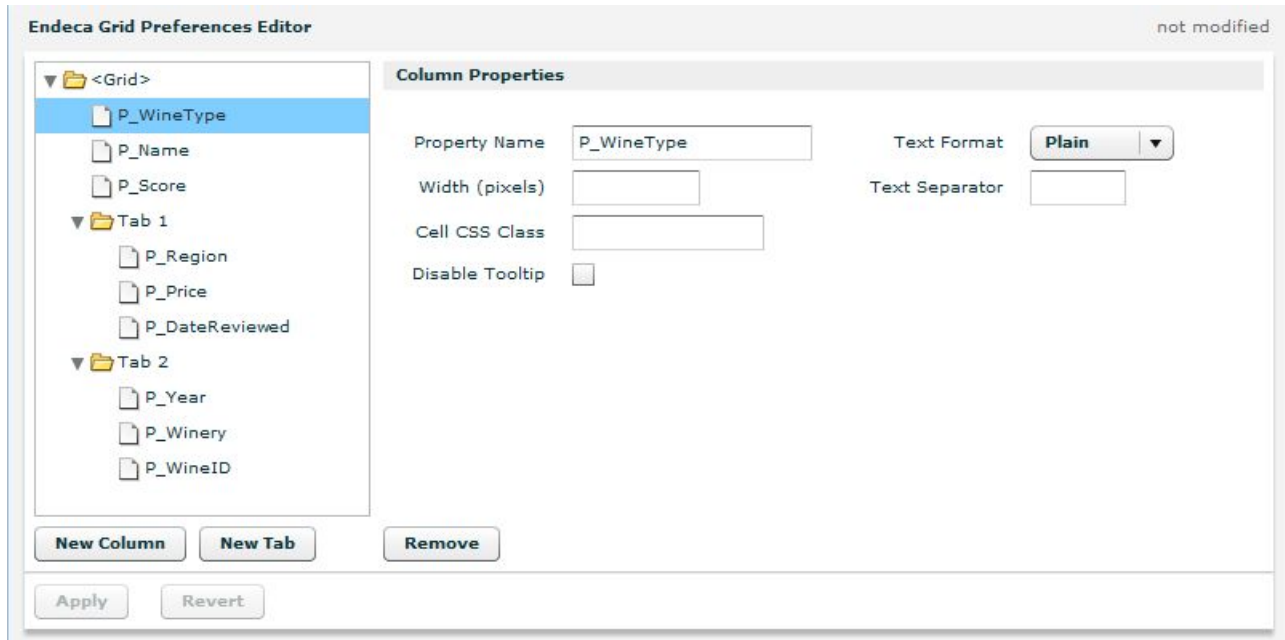 Endeca Grid Preferences Editor
not modified
<Grid>
P_WineType
P_Name
P_Score
Tab 1
P_Region
P_Price
P_DateReviewed
Tab 2
P_Year
P_Winery
P_WineID
Column Properties
Property Name P_WineType Text Format Plain
Width (pixels) Text Separator
Cell CSS Class
Disable Tooltip
New Column New Tab Remove
Apply Revert